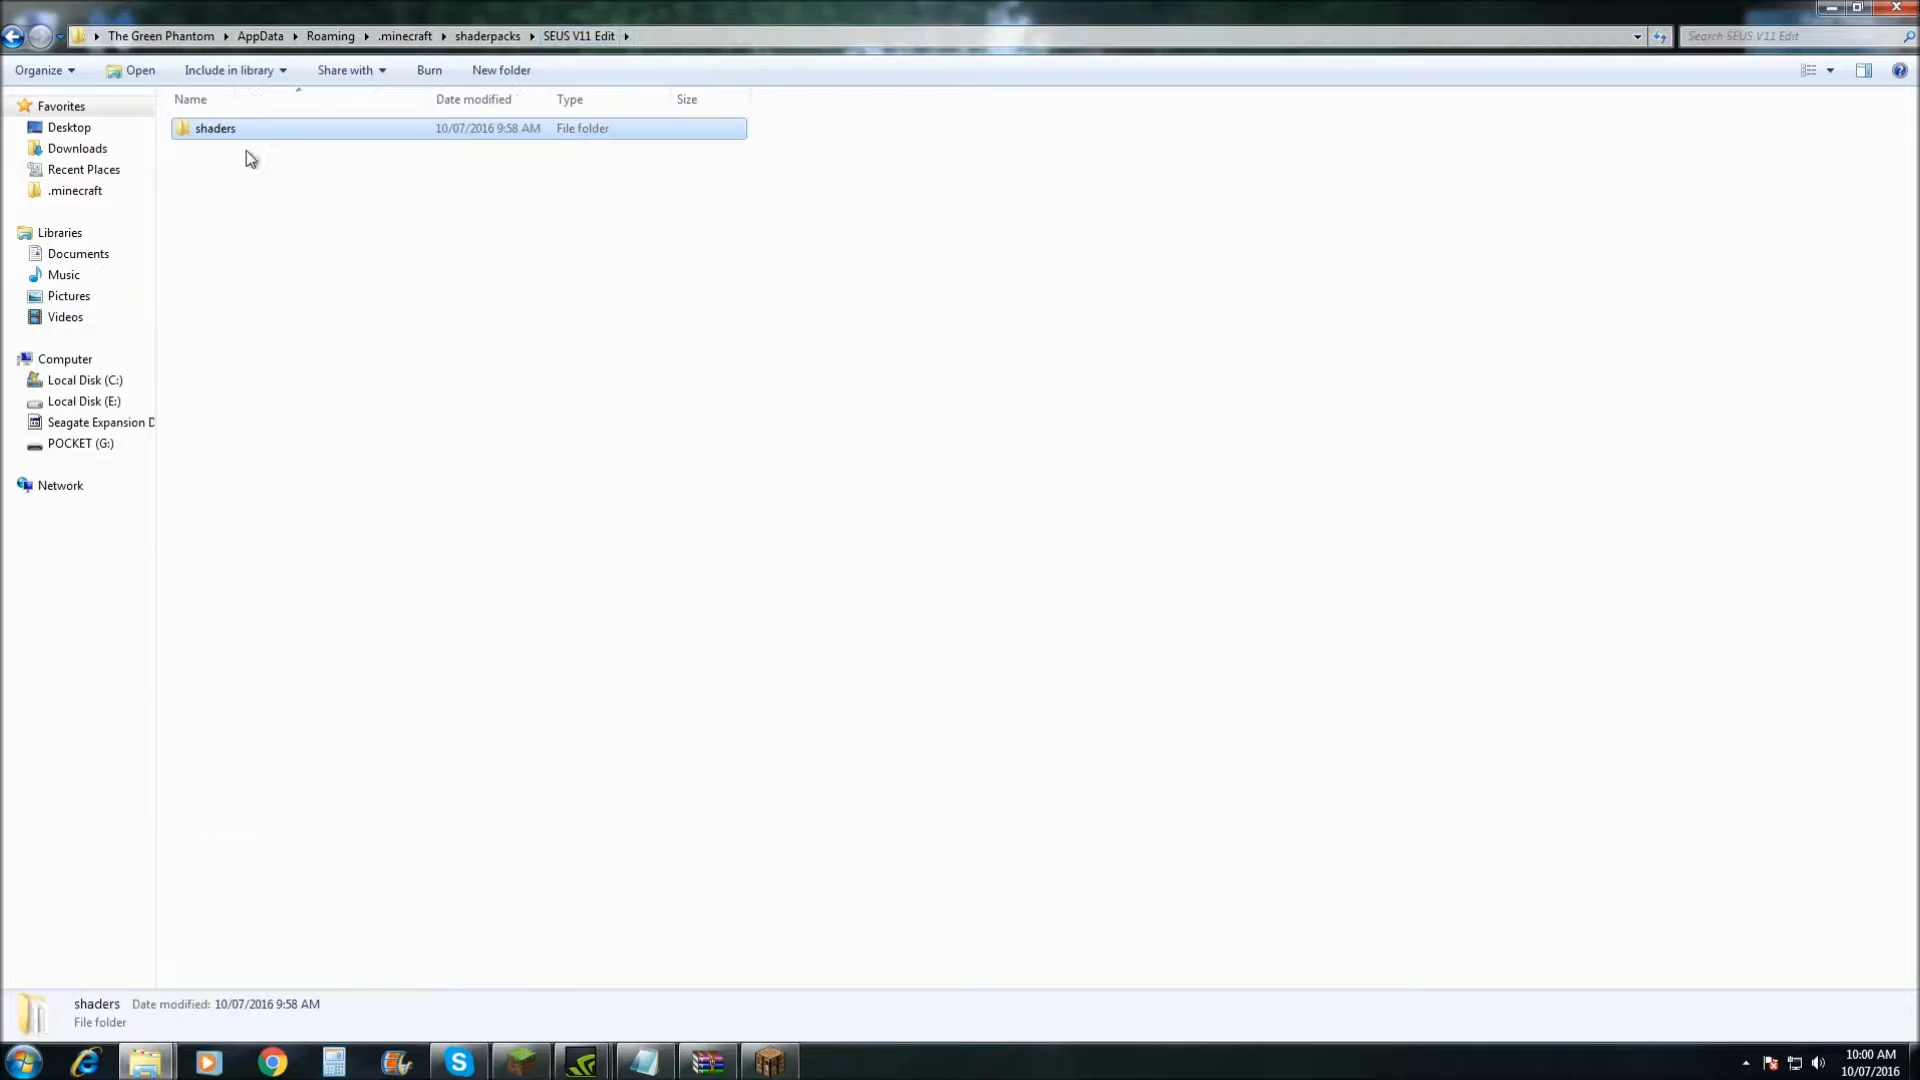 The Green Phantom AppData Roaming .minecraft shaderpacks SEUS V11 Edit
Search SEUS V11 Edit
Organize Open Include in library Share with Burn New folder
Name Date modified Type Size
shaders 10/07/2016 9:58 AM File folder
Favorites
Desktop
Downloads
Recent Places
.minecraft
Libraries
Documents
Music
Pictures
Videos
Computer
Local Disk (C:)
Local Disk (E:)
Seagate Expansion D
POCKET (G:)
Network
shaders Date modified: 10/07/2016 9:58 AM
File folder
10:00 AM
10/07/2016